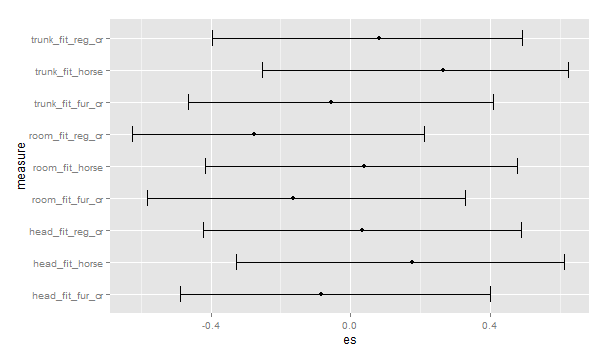 trunk_fit_reg_cr
trunk_fit_horse
trunk_fit_fur_cr
room_fit_reg_cr
room_fit_horse
room_fit_fur_cr
head_fit_reg_cr
head_fit_horse
head_fit_fur_cr
measure
-0.4 0.0 0.4
es